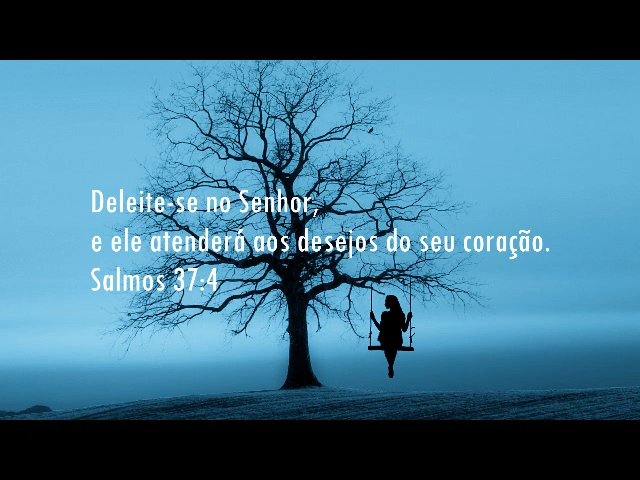 Deleite-se no Senhor,
e ele atenderá aos desejos do seu coração.
Salmos 37:4